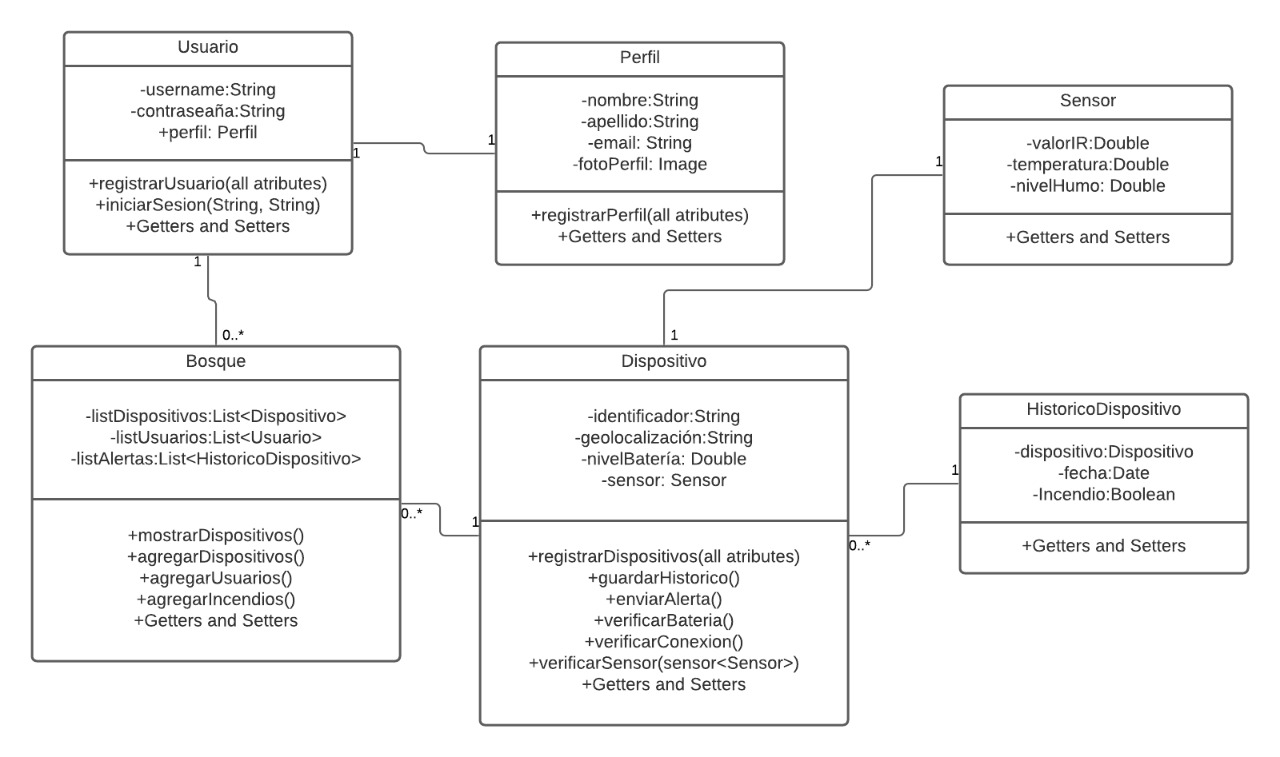 Usuario
-username:String
-contraseaña:String
+perfil: Perfil
+registrarUsuario(all atributes)
+iniciarSesion(String, String)
+Getters and Setters
1
1
Perfil
-nombre:String
-apellido:String
-email: String
-fotoPerfil: Image
+registrarPerfil(all atributes)
+Getters and Setters
Sensor
-valorIR:Double
-temperatura:Double
-nivelHumo: Double
+Getters and Setters
1
1
0..*
1
Bosque
-listDispositivos:List<Dispositivo>
-listUsuarios:List<Usuario>
-listAlertas:List<HistoricoDispositivo>
+mostrarDispositivos()
+agregarDispositivos()
+agregarUsuarios()
+agregarIncendios()
+Getters and Setters
0..*
1
Dispositivo
-identificador:String
-geolocalización:String
-nivelBatería: Double
-sensor: Sensor
+registrarDispositivos(all atributes)
+guardarHistorico()
+enviarAlerta()
+verificarBateria()
+verificarConexion()
+verificarSensor(sensor<Sensor>)
+Getters and Setters
0..*
1
HistoricoDispositivo
-dispositivo:Dispositivo
-fecha:Date
-Incendio:Boolean
+Getters and Setters